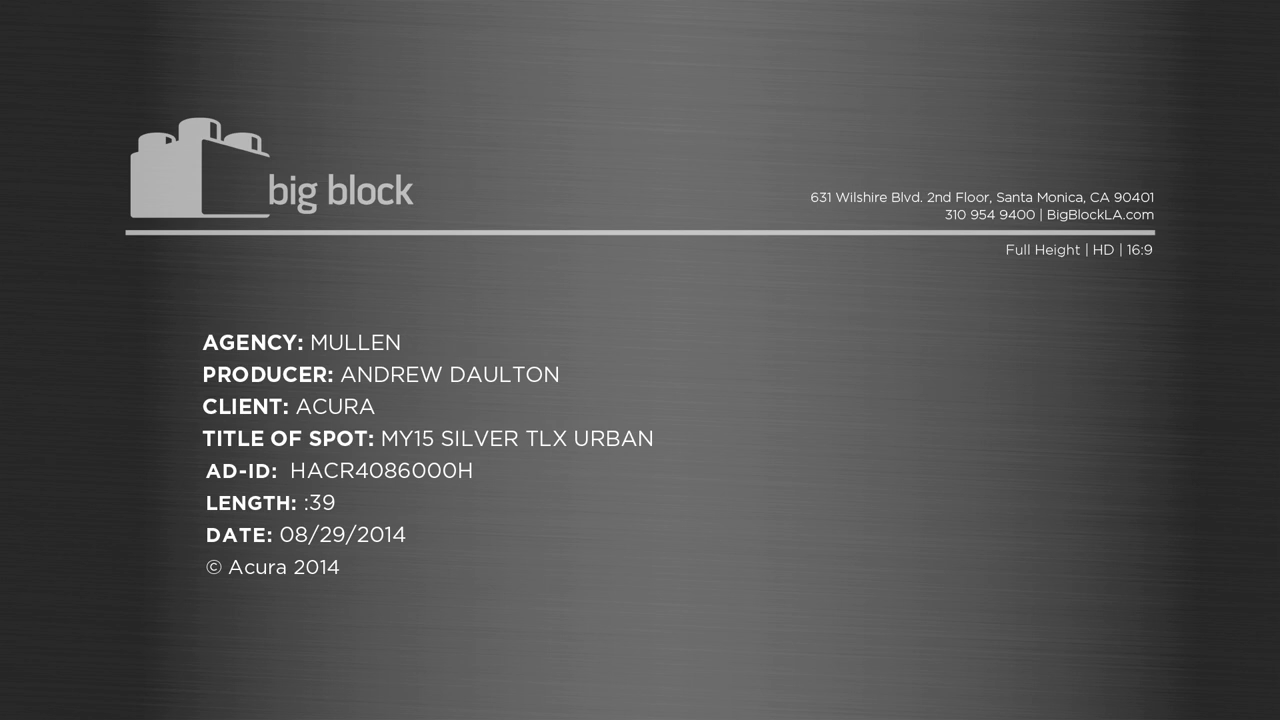 big block
631 Wilshire Blvd. 2nd Floor, Santa Monica, CA 90401
310 954 9400 | BigBlockLA.com
Full Height | HD | 16:9
AGENCY: MULLEN
PRODUCER: ANDREW DAULTON
CLIENT: ACURA
TITLE OF SPOT: MY15 SILVER TLX URBAN
AD-ID: HACR4086000H
LENGTH: :39
DATE: 08/29/2014
© Acura 2014